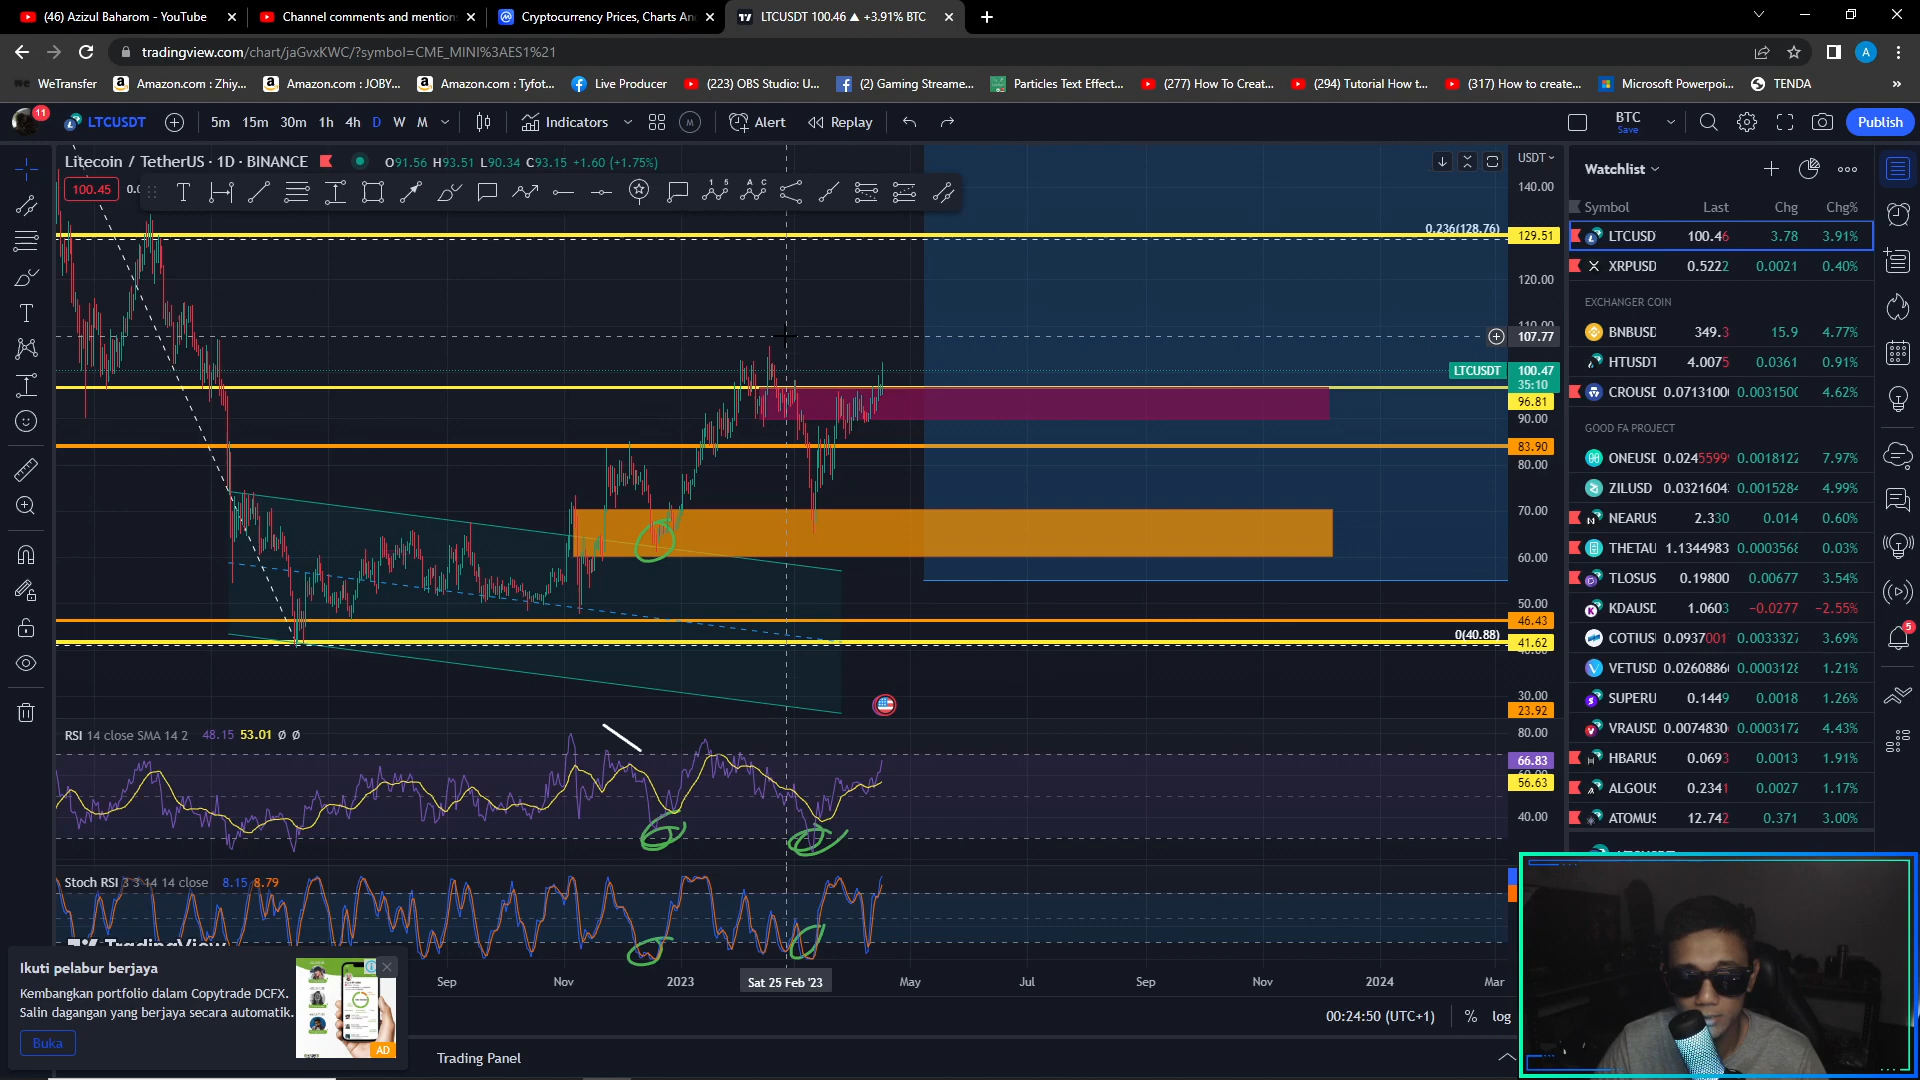 (46) Azizul Baharom - YouTube
Channel comments and mention
Cryptocurrency Prices, Charts An
LTCUSDT 100.46 ▲ +3.91% BTC
tradingview.com/chart/jaGvxKWC/?symbol=CME_MINI%3AES1%21
WeTransfer
Amazon.com : Zhiy...
Amazon.com : JOBY,...
Amazon.com : Tyfot...
Live Producer
(223) OBS Studio: U...
(2) Gaming Streame...
Particles Text Effect...
(277) How To Creat...
(294) Tutorial How t...
(317) How to create...
Microsoft Powerpoi...
TENDA
11
LTCUSDT
5m 15m 30m 1h 4h D W M
Indicators
Alert
Replay
BTC
Save
Publish
Litecoin / TetherUS · 1D · BINANCE
O91.56 H93.51 L90.34 C93.15 +1.60 (+1.75%)
100.45
USDT
140.00
0.236(128.76)
129.51
120.00
110.00
107.77
LTCUSDT 100.47
35:10
96.81
90.00
83.90
80.00
70.00
60.00
50.00
46.43
0(40.88)
41.62
30.00
23.92
RSI 14 close SMA 14 2 48.15 53.01 Ø Ø
80.00
66.83
56.63
40.00
Stoch RSI 3 3 14 14 close 8.15 8.79
TradingView
Sep
Nov
2023
Sat 25 Feb '23
May
Jul
Sep
Nov
2024
Mar
00:24:50 (UTC+1)
%
log
Trading Panel
Ikuti pelabur berjaya
Kembangkan portfolio dalam Copytrade DCFX.
Salin dagangan yang berjaya secara automatik.
Buka
AD
Watchlist
Symbol Last Chg Chg%
LTCUSD 100.46 3.78 3.91%
XRPUSD 0.5222 0.0021 0.40%
EXCHANGER COIN
BNBUSD 349.3 15.9 4.77%
HTUSDT 4.0075 0.0361 0.91%
CROUSD 0.0713100 0.0031500 4.62%
GOOD FA PROJECT
ONEUSD 0.0245599 0.0018122 7.97%
ZILUSD 0.0321604 0.0015284 4.99%
NEARUS 2.330 0.014 0.60%
THETAU 1.1344983 0.0003568 0.03%
TLOSUS 0.19800 0.00677 3.54%
KDAUSD 1.0603 −0.0277 −2.55%
COTIUS 0.0937001 0.0033327 3.69%
VETUSD 0.0260886 0.0003128 1.21%
SUPERU 0.1449 0.0018 1.26%
VRAUSD 0.0074830 0.0003172 4.43%
HBARUS 0.0693 0.0013 1.91%
ALGOUS 0.2341 0.0027 1.17%
ATOMUS 12.742 0.371 3.00%
5